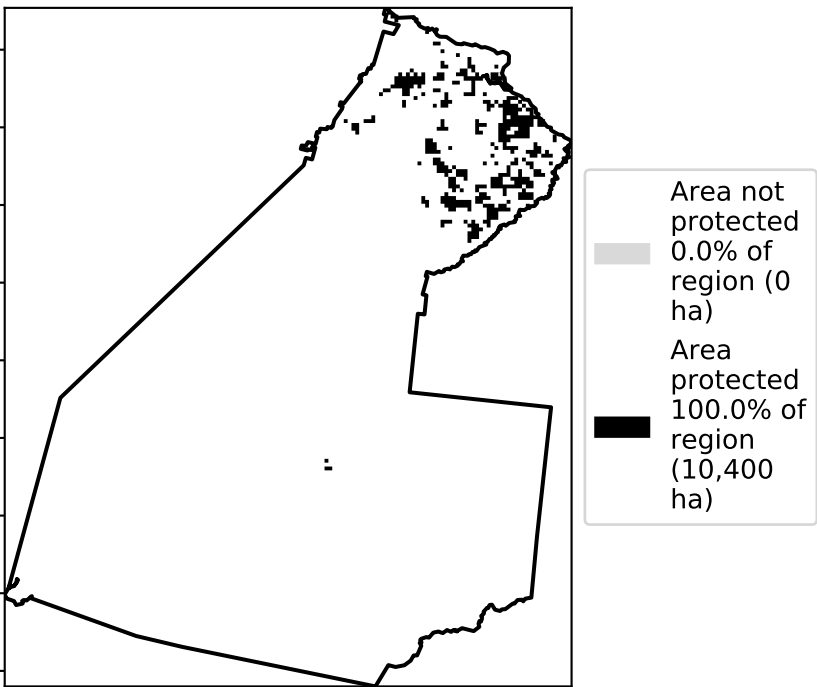 Area not
protected
0.0% of
region (0
ha)
Area
protected
100.0% of
region
(10,400
ha)